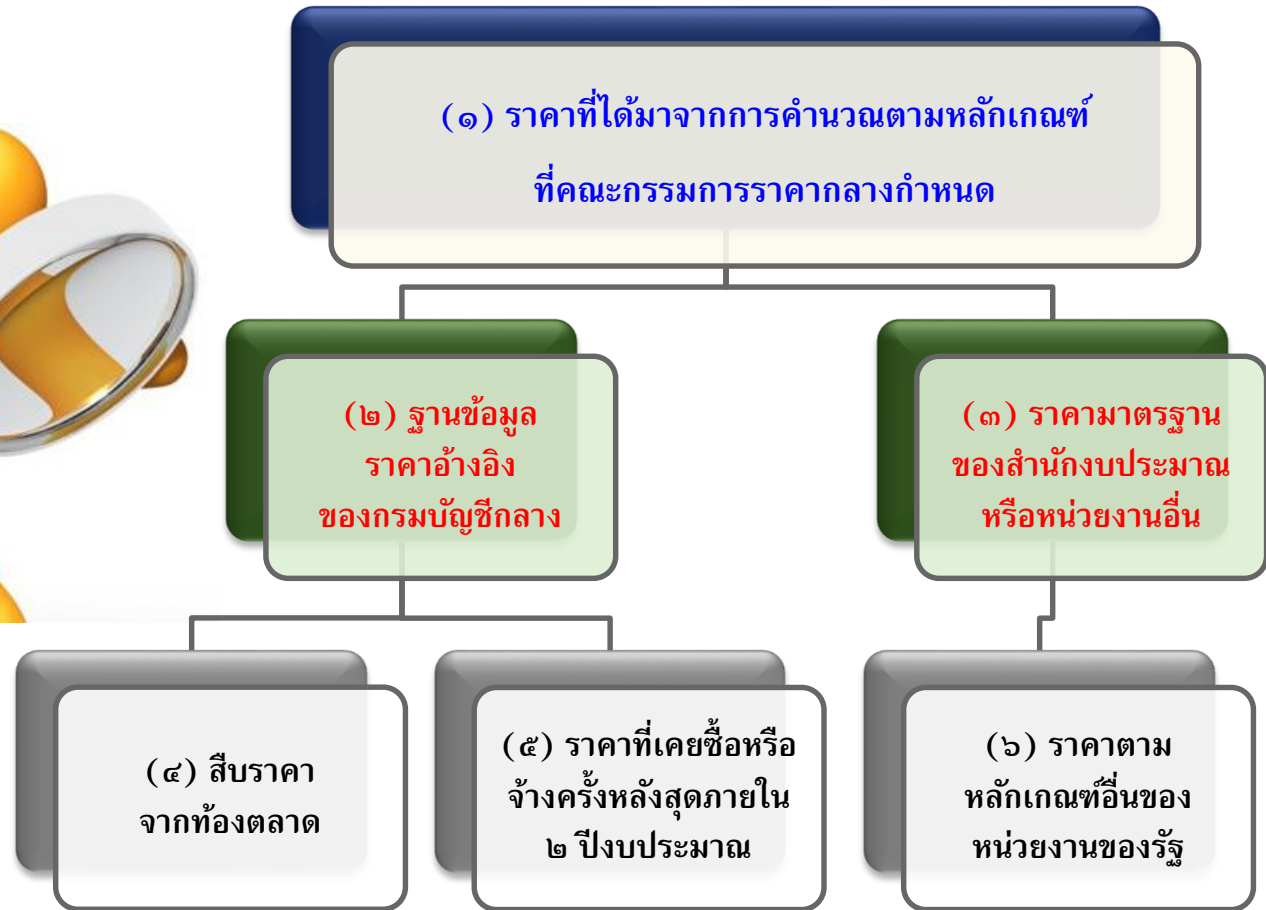 (๑) ราคาที่ได้มาจากการคำนวณตามหลักเกณฑ์
ที่คณะกรรมการราคากลางกำหนด
(๒) ฐานข้อมูล
ราคาอ้างอิง
ของกรมบัญชีกลาง
(๓) ราคามาตรฐาน
ของสำนักงบประมาณ
หรือหน่วยงานอื่น
(๔) สืบราคา
จากท้องตลาด
(๕) ราคาที่เคยซื้อหรือ
จ้างครั้งหลังสุดภายใน
๒ ปีงบประมาณ
(๖) ราคาตาม
หลักเกณฑ์อื่นของ
หน่วยงานของรัฐ